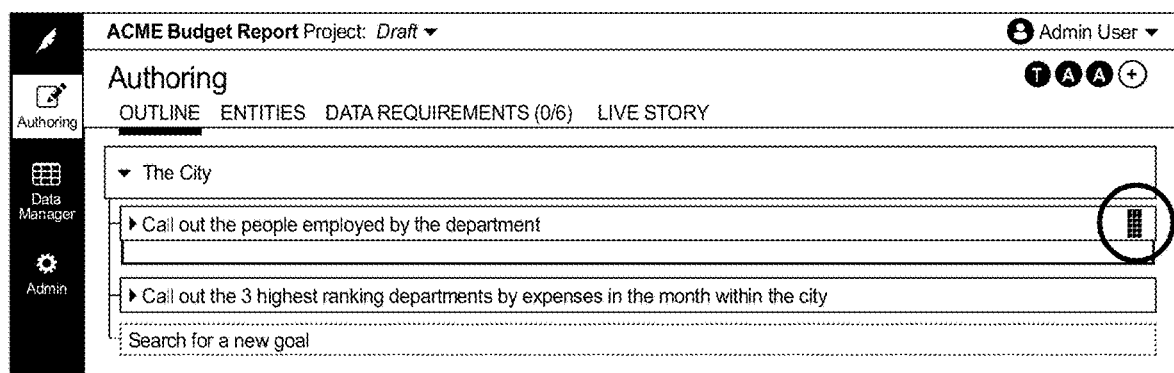 ACME Budget Report Project: Draft
Admin User
Authoring
T A A +
Authoring
OUTLINE ENTITIES DATA REQUIREMENTS (0/6) LIVE STORY
The City
Data
Manager
Call out the people employed by the department
Admin
Call out the 3 highest ranking departments by expenses in the month within the city
Search for a new goal